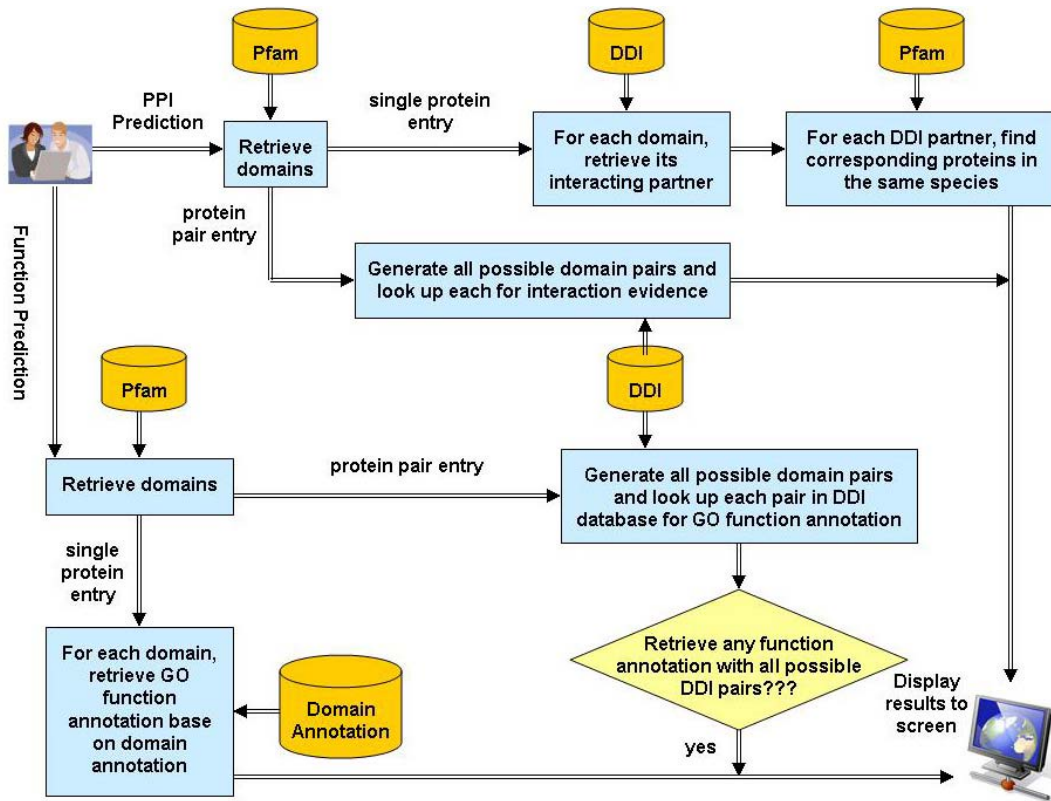 Pfam
DDI
Pfam
PPI
Prediction
single protein
entry
Retrieve
domains
For each domain,
retrieve its
interacting partner
For each DDI partner, find
corresponding proteins in
the same species
protein
pair entry
Generate all possible domain pairs and
look up each for interaction evidence
Function Prediction
Pfam
DDI
Retrieve domains
protein pair entry
Generate all possible domain pairs
and look up each pair in DDI
database for GO function annotation
single
protein
entry
For each domain,
retrieve GO
function
annotation base
on domain
annotation
Domain
Annotation
Retrieve any function
annotation with all possible
DDI pairs???
Display
results to
screen
yes